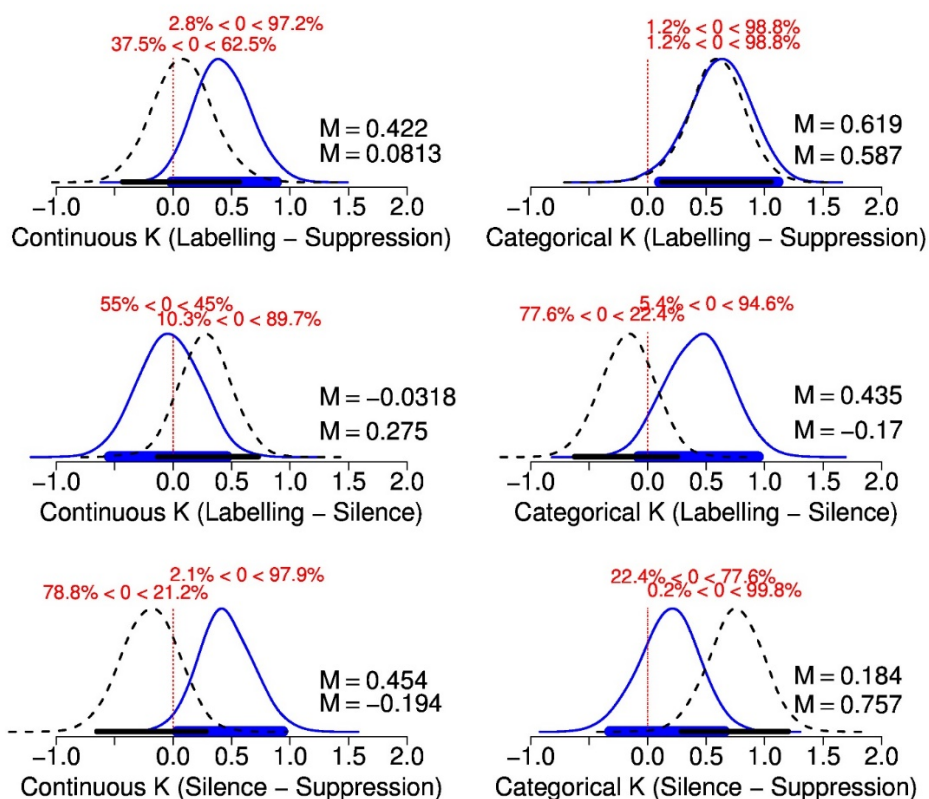 2.8% < 0 < 97.2%
37.5% < 0 < 62.5%
M = 0.422
M = 0.0813
−1.0 0.0 0.5 1.0 1.5 2.0
Continuous K (Labelling − Suppression)
1.2% < 0 < 98.8%
1.2% < 0 < 98.8%
M = 0.619
M = 0.587
−1.0 0.0 0.5 1.0 1.5 2.0
Categorical K (Labelling − Suppression)
55% < 0 < 45%
10.3% < 0 < 89.7%
M = −0.0318
M = 0.275
−1.0 0.0 0.5 1.0 1.5 2.0
Continuous K (Labelling − Silence)
5.4% < 0 < 94.6%
77.6% < 0 < 22.4%
M = 0.435
M = −0.17
−1.0 0.0 0.5 1.0 1.5 2.0
Categorical K (Labelling − Silence)
2.1% < 0 < 97.9%
78.8% < 0 < 21.2%
M = 0.454
M = −0.194
−1.0 0.0 0.5 1.0 1.5 2.0
Continuous K (Silence − Suppression)
22.4% < 0 < 77.6%
0.2% < 0 < 99.8%
M = 0.184
M = 0.757
−1.0 0.0 0.5 1.0 1.5 2.0
Categorical K (Silence − Suppression)